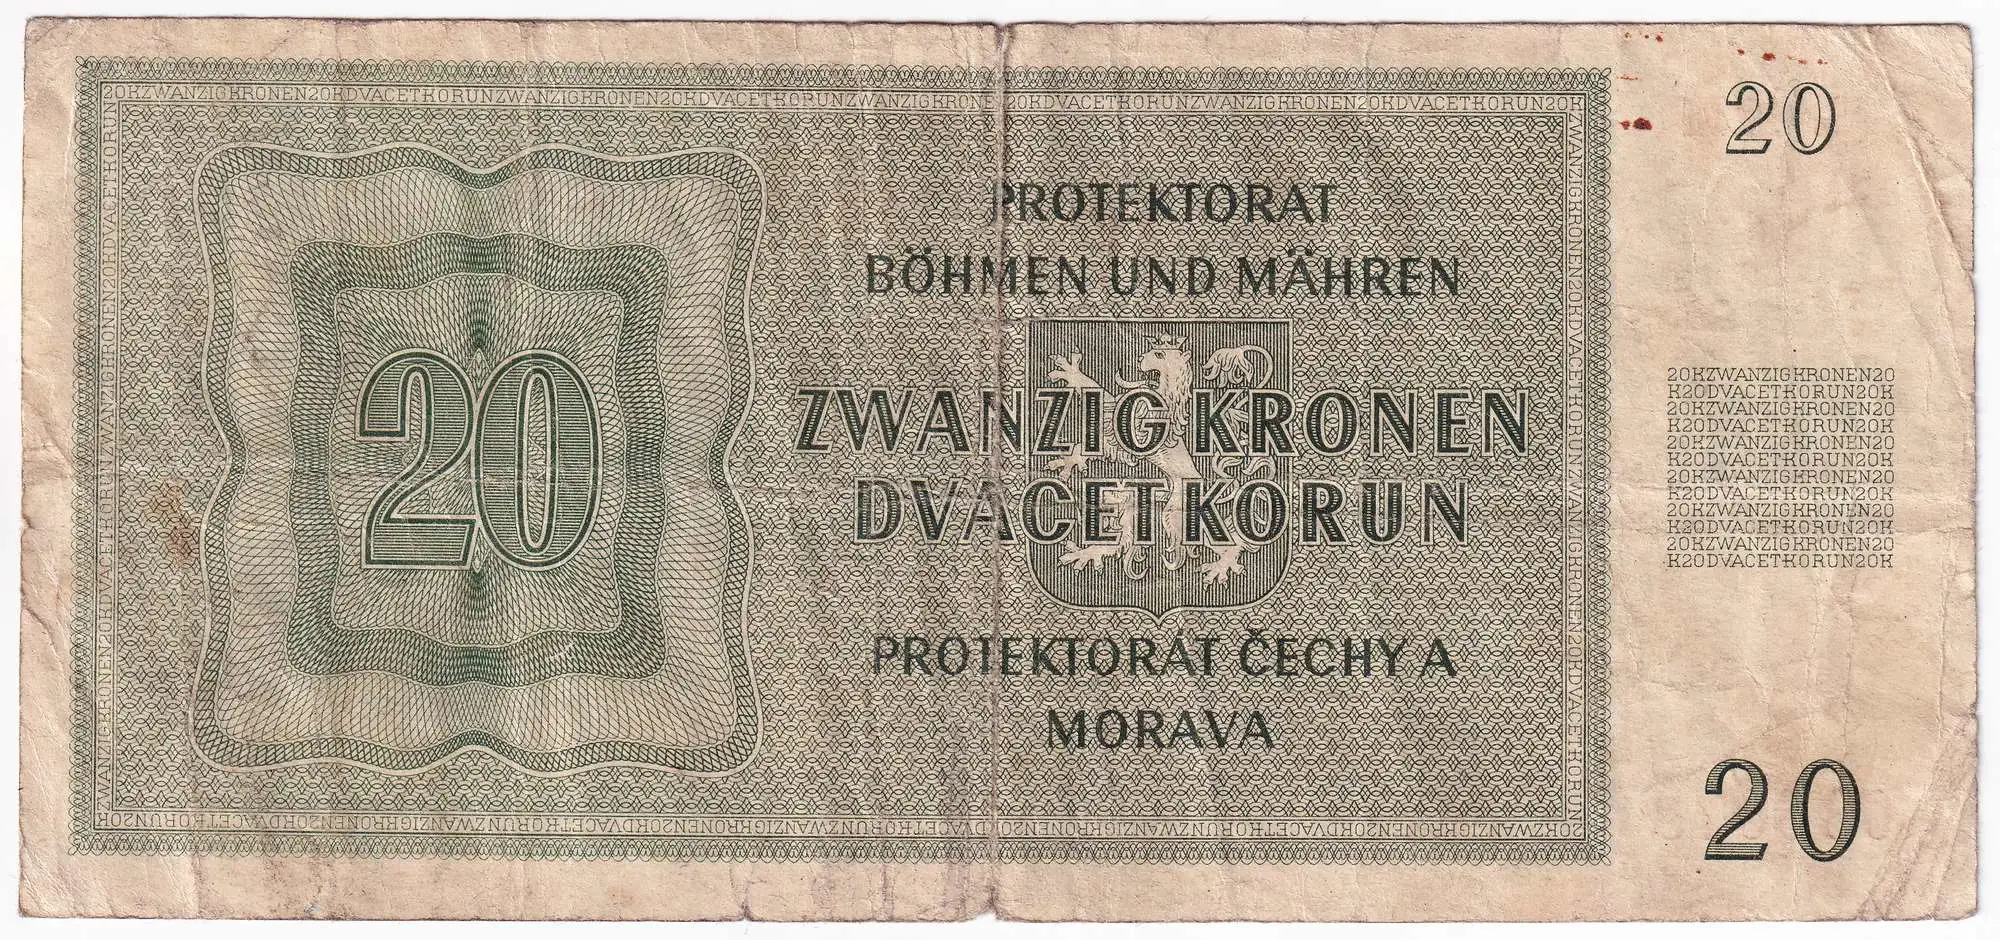 20KZWANZIGKRONEN20KDVACETKORUNZWANZIGKRONEN20KDVACETKORUNZWANZIGKRONEN20KDVACETKORUNZWANZIGKRONEN20KDVACETKORUN20K
20
PROTEKTORAT
BÖHMEN UND MÄHREN
20
ZWANZIG KRONEN
DVACET KORUN
PROTEKTORÁT ČECHY A
MORAVA
20KZWANZIGKRONEN20
K20DVACETKORUN20K
20KZWANZIGKRONEN20
K20DVACETKORUN20K
20KZWANZIGKRONEN20
K20DVACETKORUN20K
20KZWANZIGKRONEN20
K20DVACETKORUN20K
20KZWANZIGKRONEN20
K20DVACETKORUN20K
20KZWANZIGKRONEN20
K20DVACETKORUN20K
20